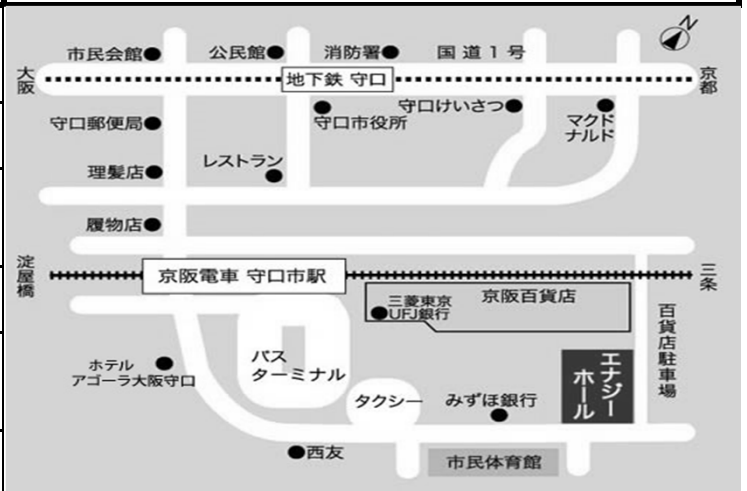 N
市民会館
公民館
消防署
国道1号
大阪
地下鉄 守口
京都
守口郵便局
守口市役所
守口けいさつ
マクド
ナルド
理髪店
レストラン
履物店
淀屋橋
京阪電車 守口市駅
三条
三菱東京
UFJ銀行
京阪百貨店
百貨店駐車場
ホテル
アゴーラ大阪守口
バス
ターミナル
タクシー
みずほ銀行
エナジー
ホール
西友
市民体育館